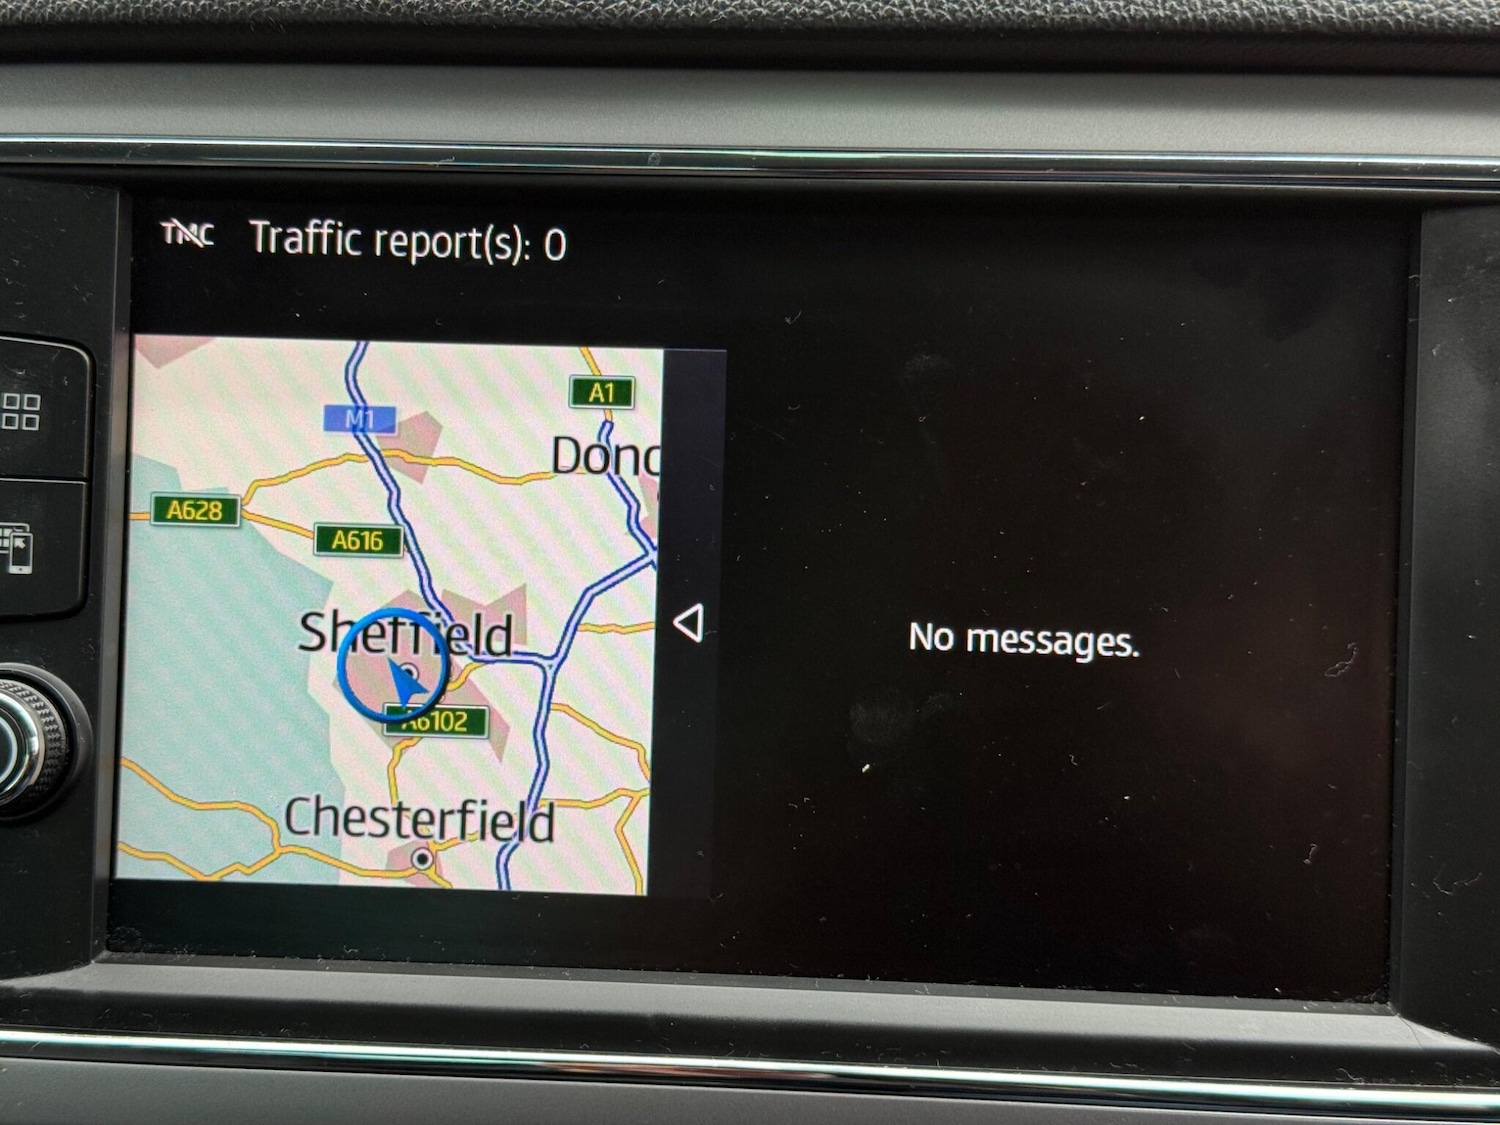 TMC Traffic report(s): 0
M1
A1
Donc
A628
A616
Sheffield
A6102
Chesterfield
No messages.